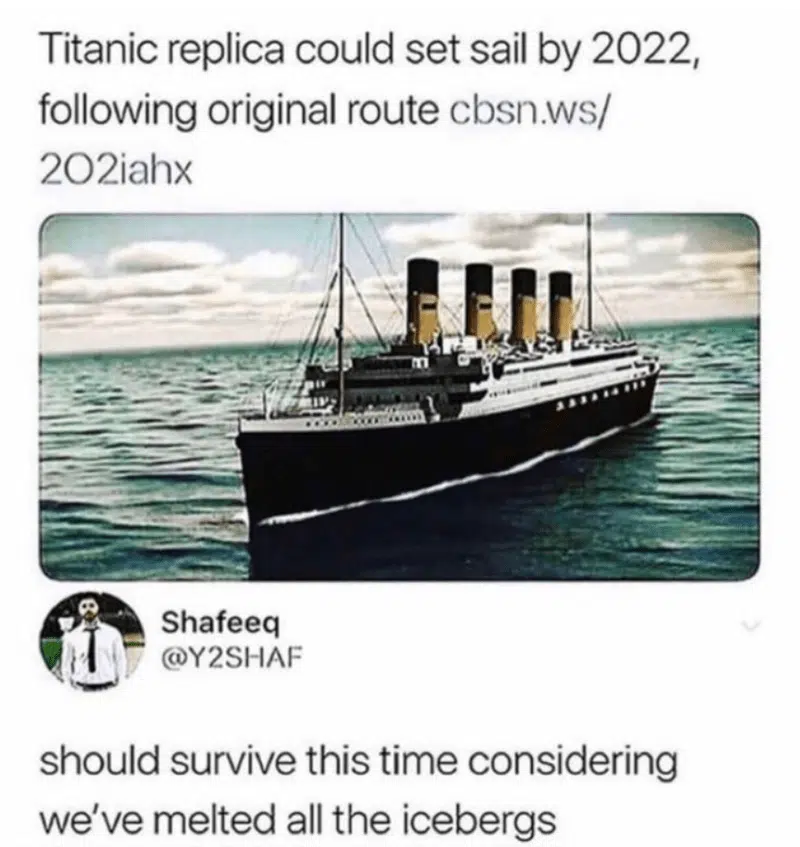 Titanic replica could set sail by 2022,
following original route cbsn.ws/
202iahx
Shafeeq
@Y2SHAF
should survive this time considering
we've melted all the icebergs